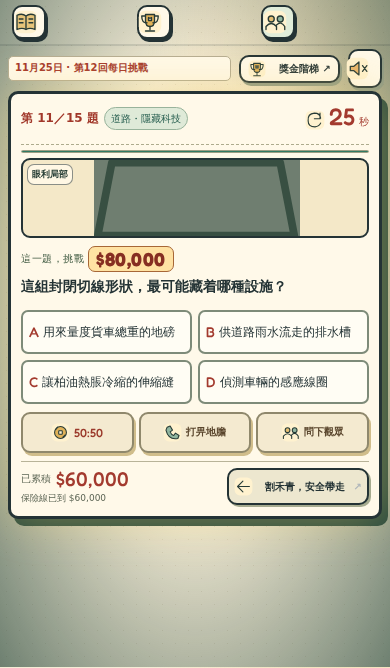 11月25日 · 第12回每日挑戰
獎金階梯 ↗
第 11／15 題
道路・隱藏科技
25 秒
眼利局部
這一題，挑戰 $80,000
這組封閉切線形狀，最可能藏着哪種設施？
A 用來量度貨車總重的地磅
B 供道路雨水流走的排水槽
C 讓柏油熱脹冷縮的伸縮縫
D 偵測車輛的感應線圈
50:50
打畀地膽
問下觀眾
已累積 $60,000
保險線已到 $60,000
割禾青，安全帶走 ↗